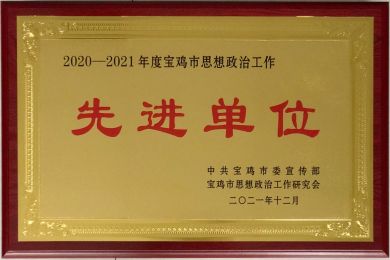 2020—2021年度宝鸡市思想政治工作
先进单位
中共宝鸡市委宣传部
宝鸡市思想政治工作研究会
二〇二一年十二月